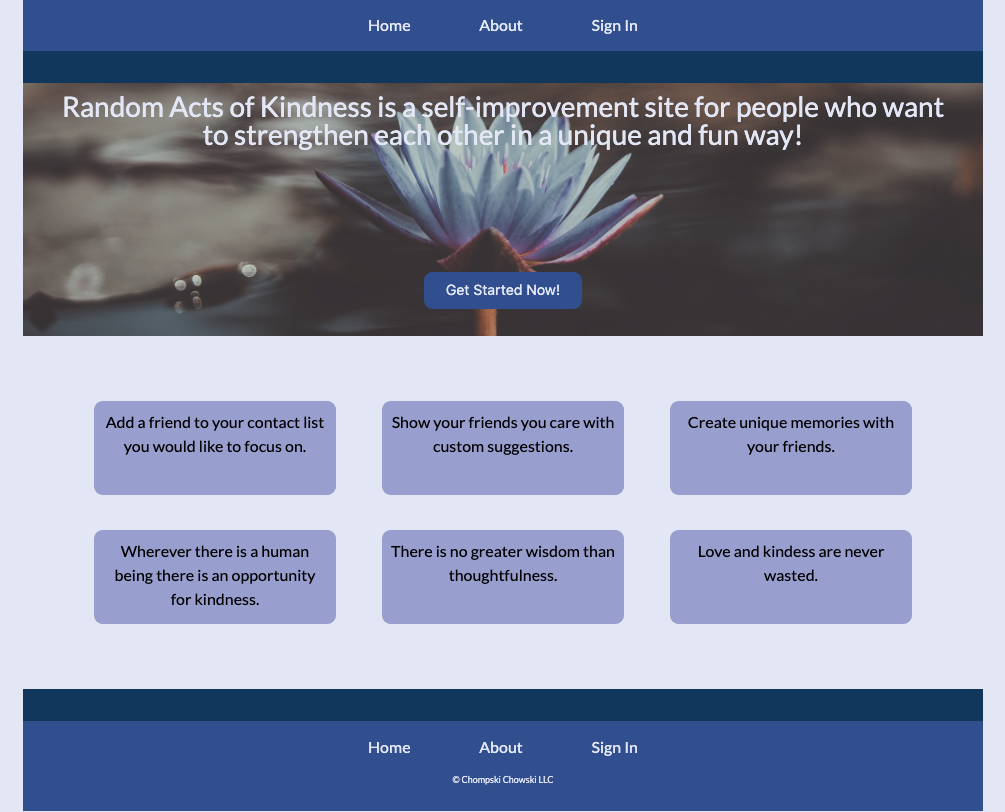 Home About Sign In
Random Acts of Kindness is a self-improvement site for people who want
to strengthen each other in a unique and fun way!
Get Started Now!
Add a friend to your contact list
you would like to focus on.
Show your friends you care with
custom suggestions.
Create unique memories with
your friends.
Wherever there is a human
being there is an opportunity
for kindness.
There is no greater wisdom than
thoughtfulness.
Love and kindess are never
wasted.
Home About Sign In
© Chompski Chowski LLC